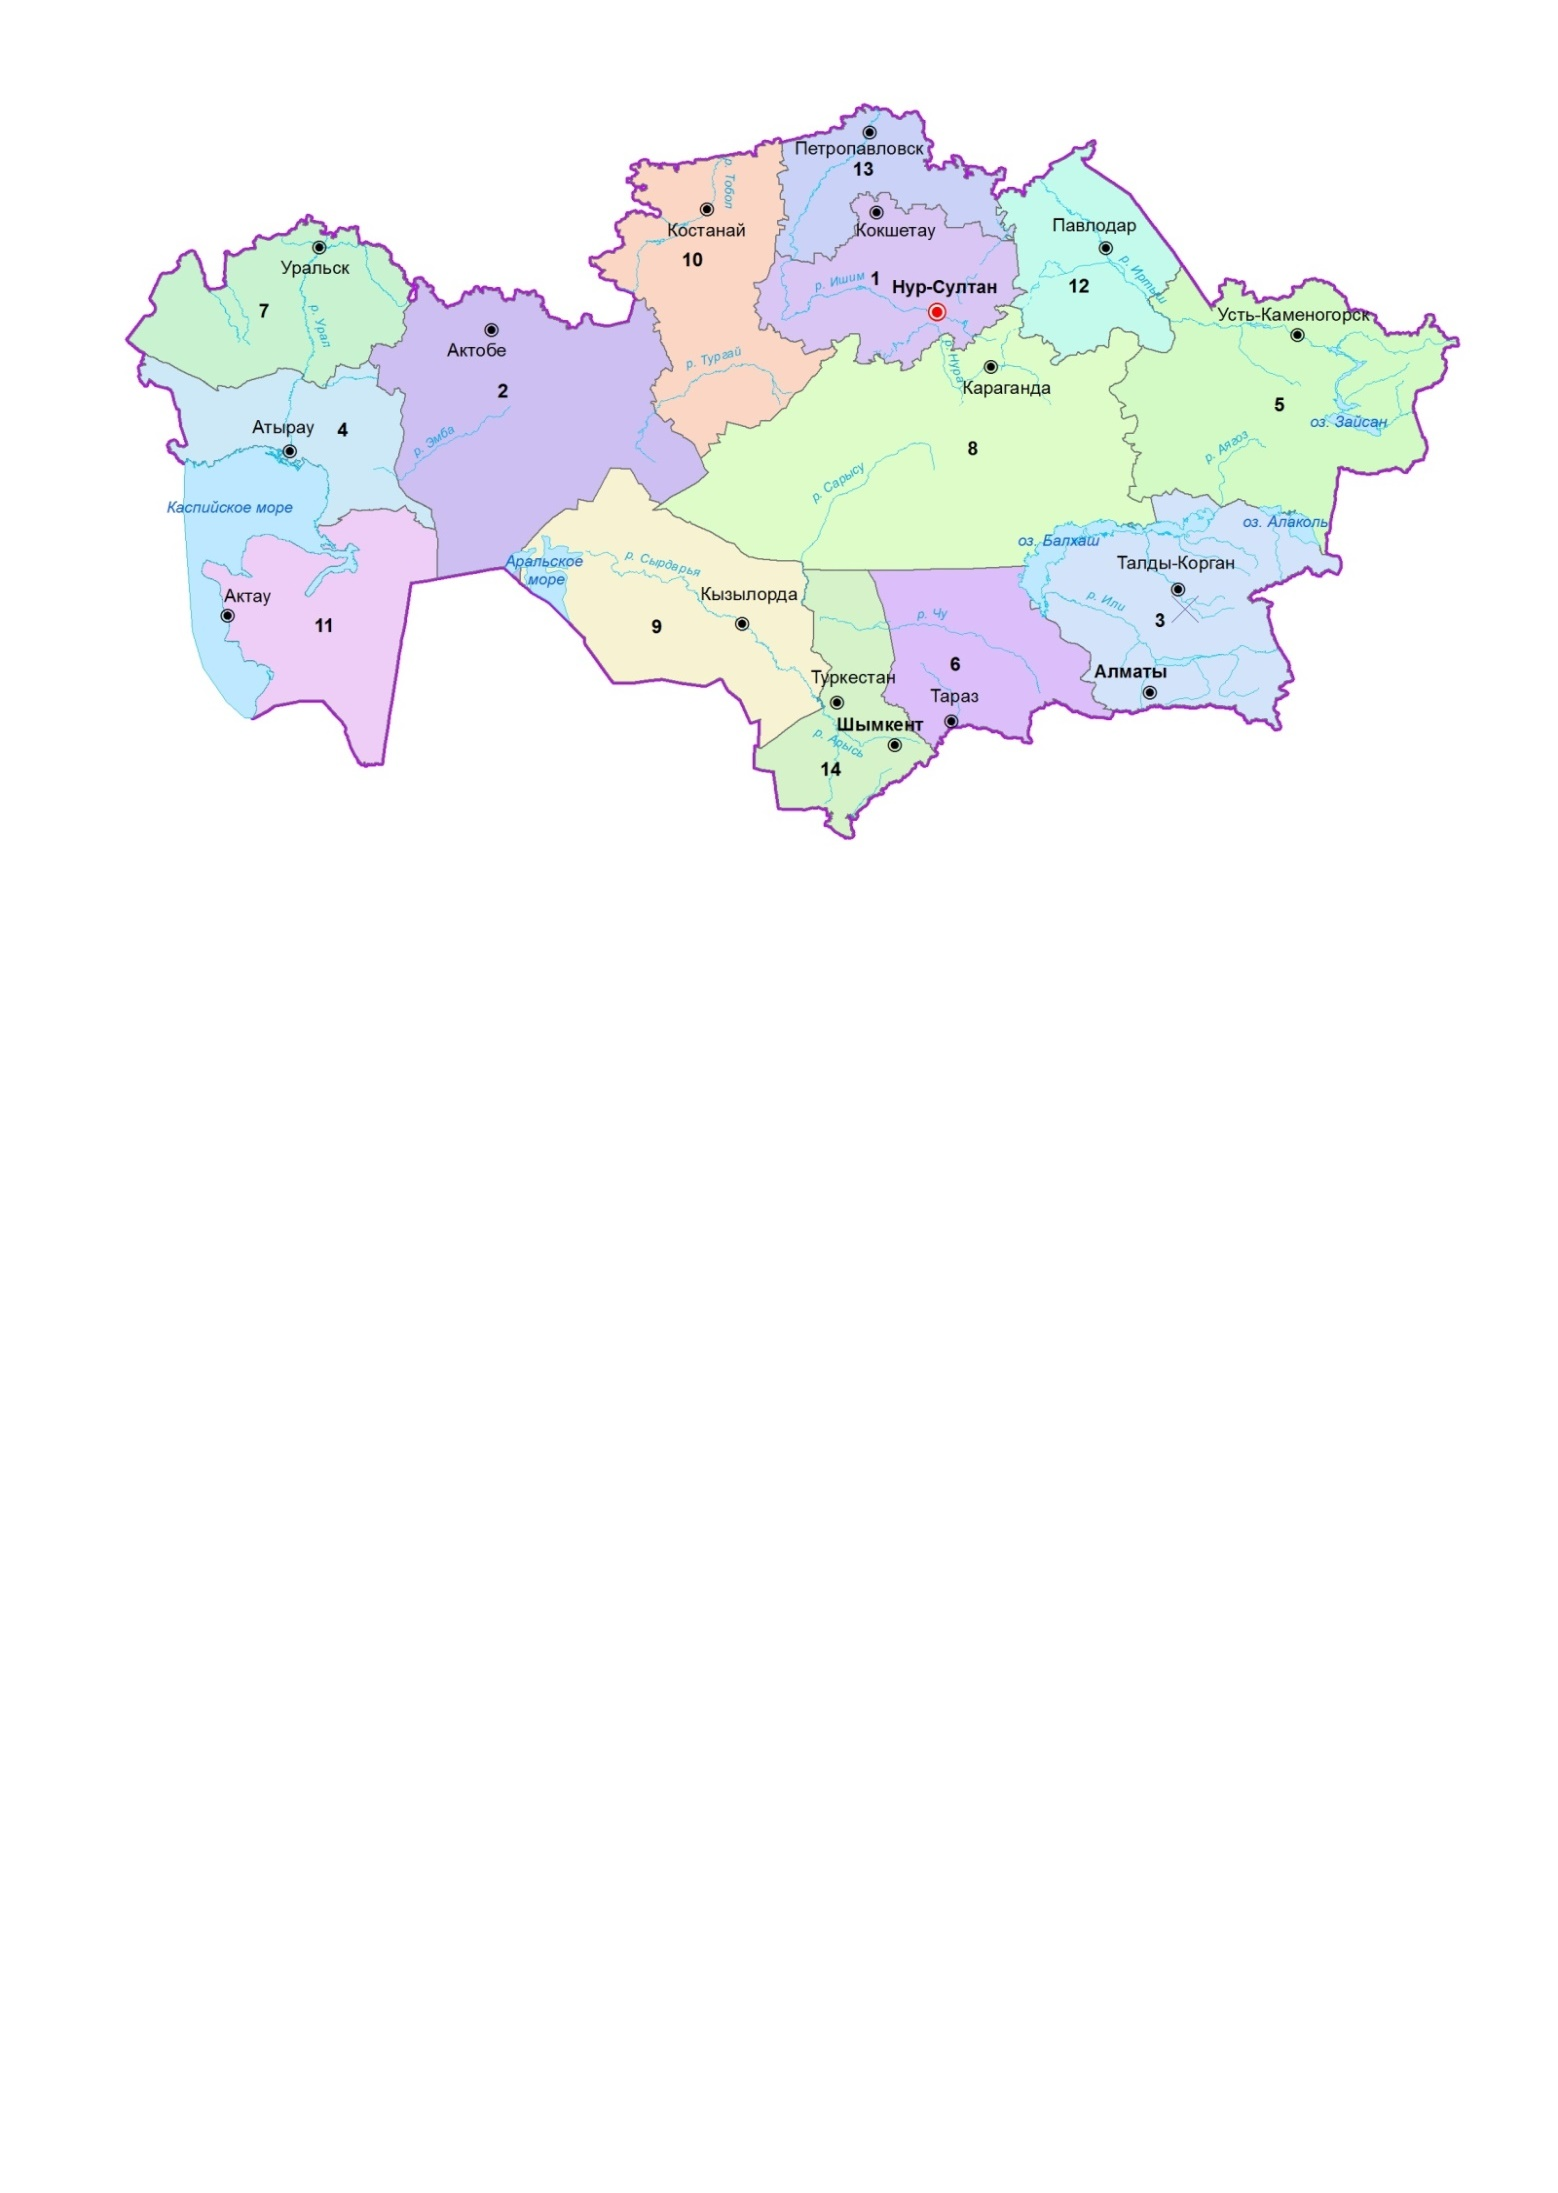 Петропавловск
13
р. Тобол
Костанай
10
Кокшетау
Павлодар
р. Иртыш
12
Уральск
7
р. Урал
р. Ишим
1
Нур-Султан
Усть-Каменогорск
Актобе
2
р. Тургай
р. Нура
Караганда
5
оз. Зайсан
Атырау
4
р. Эмба
8
р. Аягоз
р. Сарысу
Каспийское море
оз. Алаколь
оз. Балхаш
Аральское
море
р. Сырдарья
Талды-Корган
Актау
Кызылорда
р. Или
11
9
р. Чу
3
6
Туркестан
Алматы
Тараз
Шымкент
р. Арысь
14